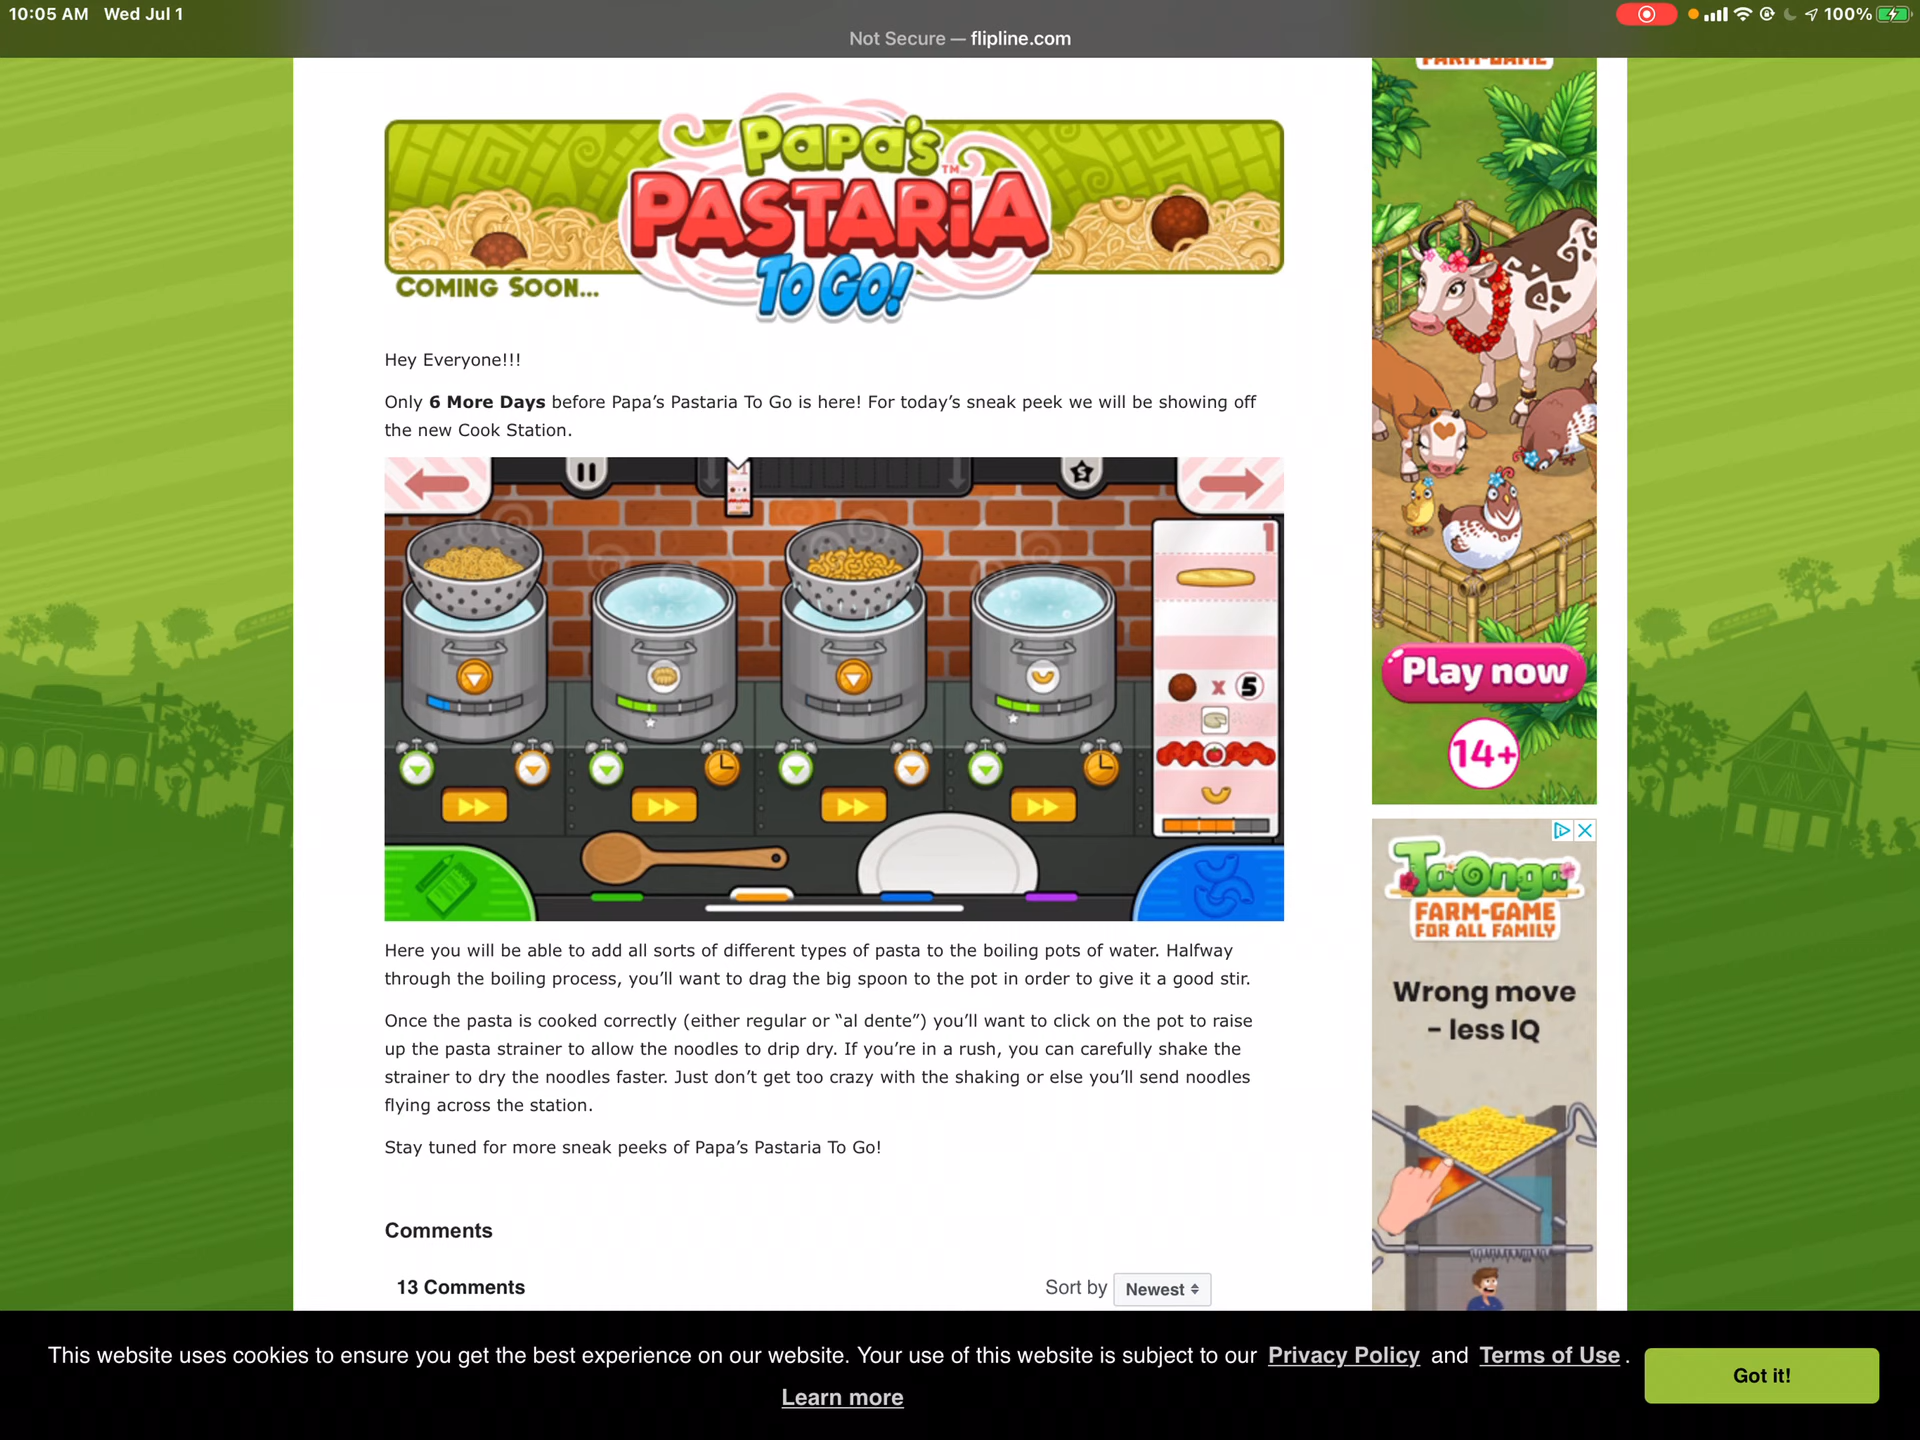 10:05 AM Wed Jul 1
100%
Not Secure — flipline.com
FARM-GAME
Papa's
PASTARiA
TM
To Go!
COMING SOON...
Hey Everyone!!!
Only 6 More Days before Papa’s Pastaria To Go is here! For today’s sneak peek we will be showing off
the new Cook Station.
1
x 5
Play now
14+
Here you will be able to add all sorts of different types of pasta to the boiling pots of water. Halfway
through the boiling process, you’ll want to drag the big spoon to the pot in order to give it a good stir.
Once the pasta is cooked correctly (either regular or “al dente”) you’ll want to click on the pot to raise
up the pasta strainer to allow the noodles to drip dry. If you’re in a rush, you can carefully shake the
strainer to dry the noodles faster. Just don’t get too crazy with the shaking or else you’ll send noodles
flying across the station.
Stay tuned for more sneak peeks of Papa’s Pastaria To Go!
Comments
13 Comments
Sort by Newest
Taonga
FARM-GAME
FOR ALL FAMILY
Wrong move
- less IQ
This website uses cookies to ensure you get the best experience on our website. Your use of this website is subject to our Privacy Policy and Terms of Use.
Learn more
Got it!